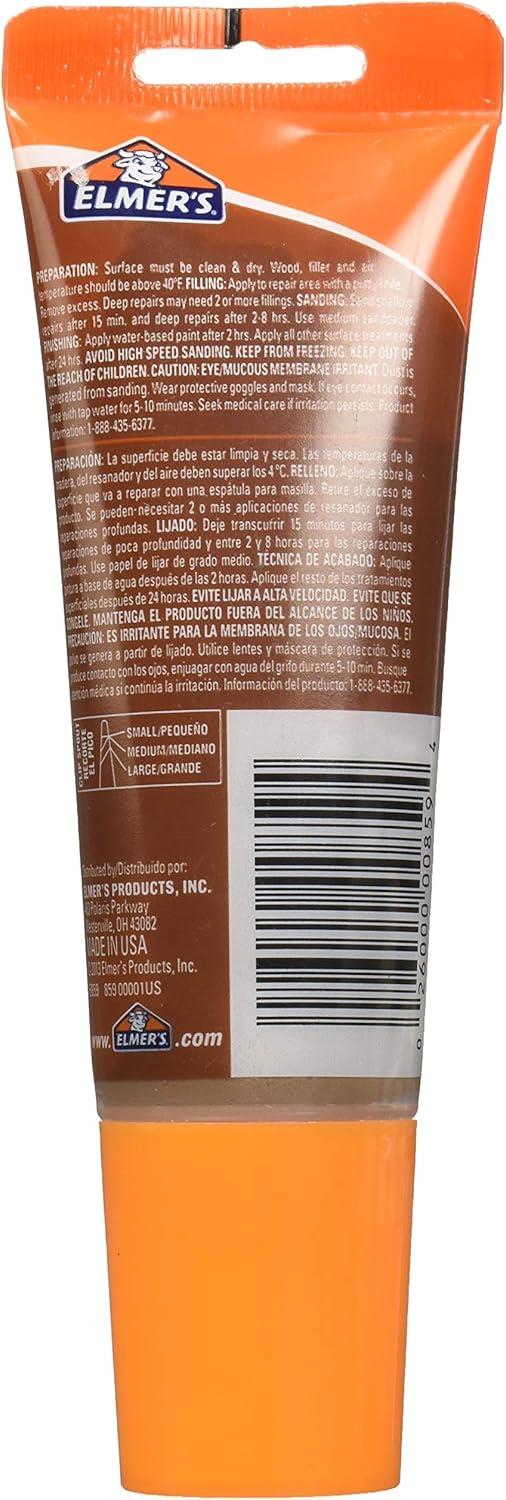 ELMER'S
PREPARATION: Surface must be clean & dry. Wood, filler and air
temperature should be above 40°F. FILLING: Apply to repair area with a putty knife.
Remove excess. Deep repairs may need 2 or more fillings. SANDING: Sand shallow
repairs after 15 min. and deep repairs after 2-8 hrs. Use medium sandpaper.
FINISHING: Apply water-based paint after 2 hrs. Apply all other surface treatments
after 24 hrs. AVOID HIGH SPEED SANDING. KEEP FROM FREEZING. KEEP OUT OF
THE REACH OF CHILDREN. CAUTION: EYE/MUCOUS MEMBRANE IRRITANT. Dust is
generated from sanding. Wear protective goggles and mask. If eye contact occurs,
rinse with tap water for 5-10 minutes. Seek medical care if irritation persists. Product
information: 1-888-435-6377.
PREPARACIÓN: La superficie debe estar limpia y seca. Las temperaturas de la
madera, del resanador y del aire deben superar los 4°C. RELLENO: Aplique sobre la
superficie que va a reparar con una espátula para masilla. Retire el exceso de
producto. Se pueden necesitar 2 o más aplicaciones de resanador para las
reparaciones profundas. LIJADO: Deje transcurrir 15 minutos para lijar las
reparaciones de poca profundidad y entre 2 y 8 horas para las reparaciones
profundas. Use papel de lijar de grado medio. TÉCNICA DE ACABADO: Aplique
pintura a base de agua después de las 2 horas. Aplique el resto de los tratamientos
superficiales después de 24 horas. EVITE LIJAR A ALTA VELOCIDAD. EVITE QUE SE
CONGELE. MANTENGA EL PRODUCTO FUERA DEL ALCANCE DE LOS NIÑOS.
PRECAUCIÓN: ES IRRITANTE PARA LA MEMBRANA DE LOS OJOS/MUCOSA. El
polvo se genera a partir de lijado. Utilice lentes y máscara de protección. Si se
produce contacto con los ojos, enjuagar con agua del grifo durante 5-10 min. Busque
atención médica si continúa la irritación. Información del producto: 1-888-435-6377.
CLIP SPOUT
RECORTE
EL PICO
SMALL/PEQUEÑO
MEDIUM/MEDIANO
LARGE/GRANDE
Distributed by/Distribuido por:
ELMER'S PRODUCTS, INC.
460 Polaris Parkway
Westerville, OH 43082
MADE IN USA
©2013 Elmer's Products, Inc.
E859 859 00001US
www.ELMER'S.com
0 26000 00859 4